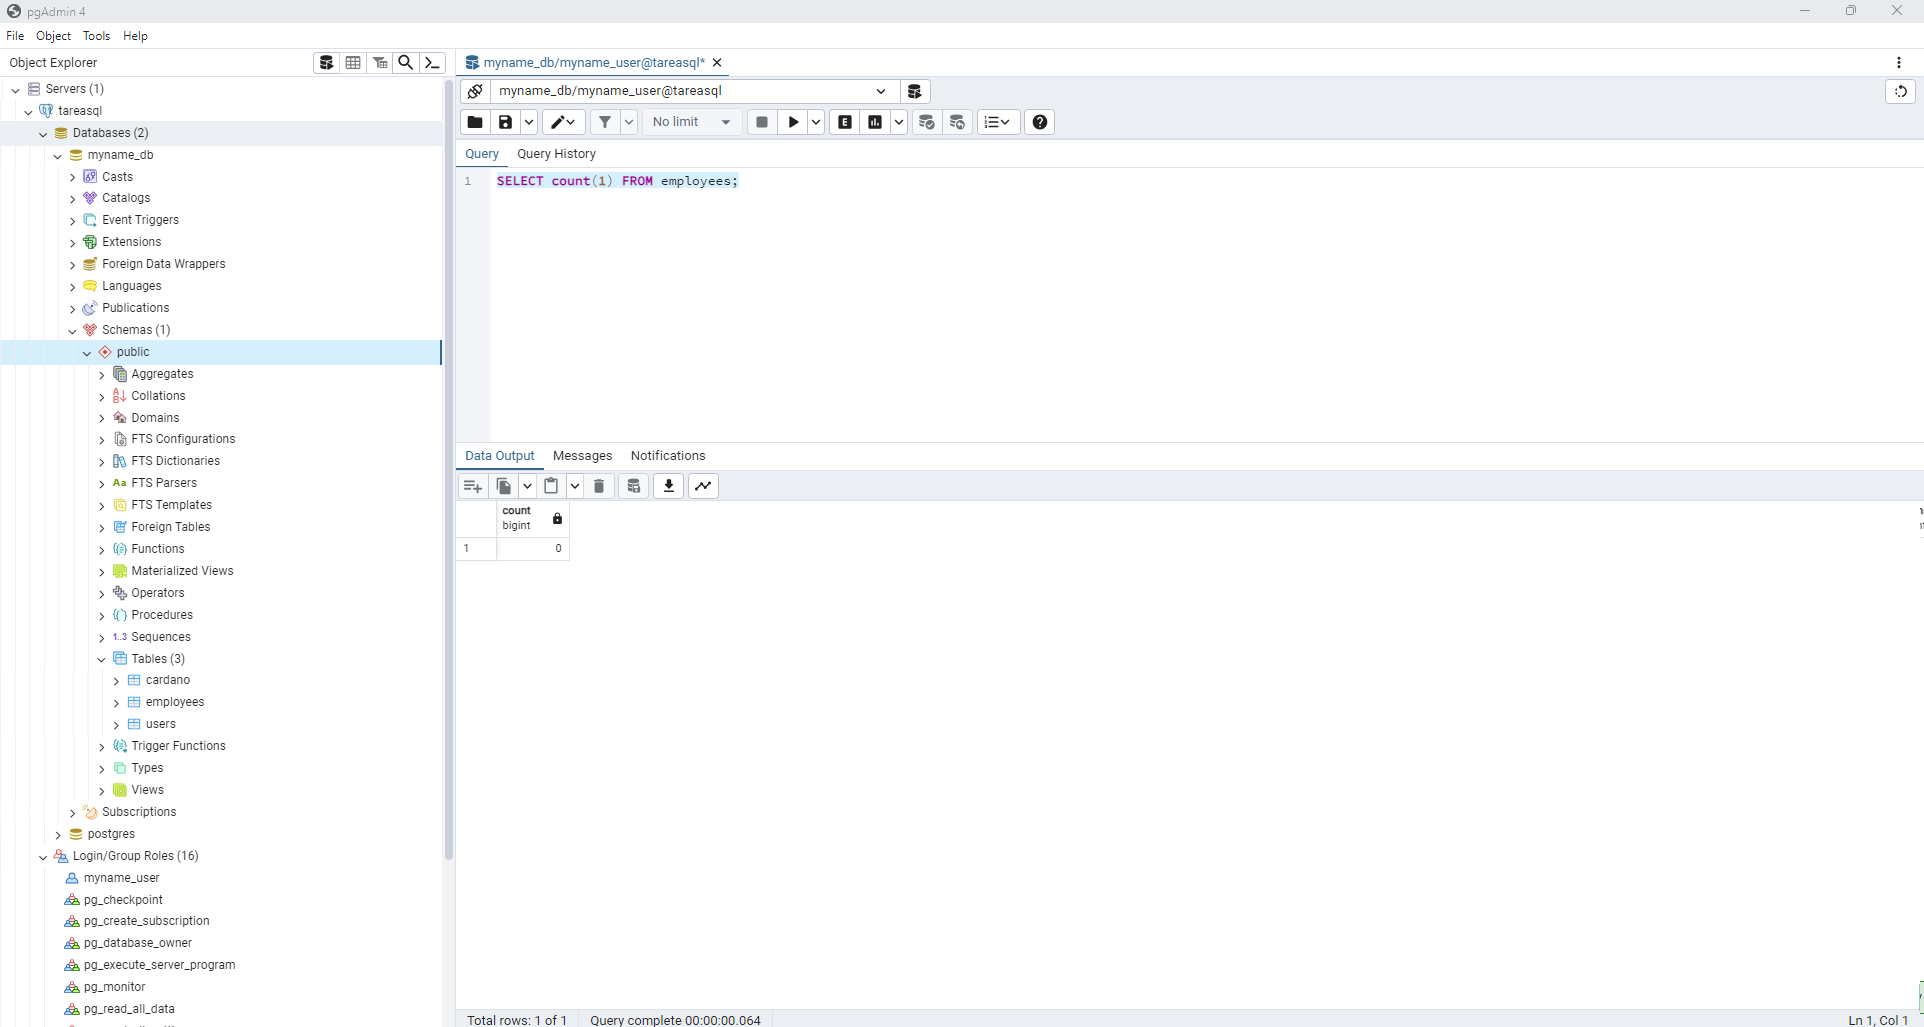 pgAdmin 4
File Object Tools Help
Object Explorer
myname_db/myname_user@tareasql*
Servers (1)
tareasql
Databases (2)
myname_db
Casts
Catalogs
Event Triggers
Extensions
Foreign Data Wrappers
Languages
Publications
Schemas (1)
public
Aggregates
Collations
Domains
FTS Configurations
FTS Dictionaries
Aa FTS Parsers
FTS Templates
Foreign Tables
Functions
Materialized Views
Operators
Procedures
1..3 Sequences
Tables (3)
cardano
employees
users
Trigger Functions
Types
Views
Subscriptions
postgres
Login/Group Roles (16)
myname_user
pg_checkpoint
pg_create_subscription
pg_database_owner
pg_execute_server_program
pg_monitor
pg_read_all_data
myname_db/myname_user@tareasql
No limit
E
Query Query History
1 SELECT count(1) FROM employees;
Data Output Messages Notifications
count
bigint
1 0
Total rows: 1 of 1 Query complete 00:00:00.064 Ln 1, Col 1